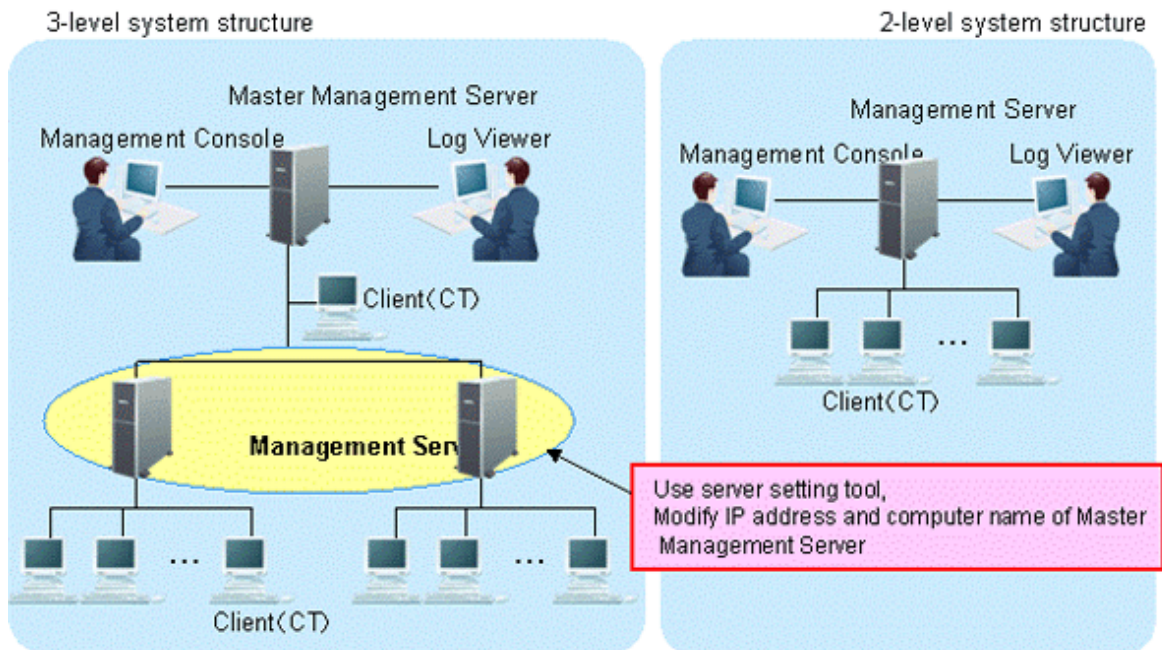 3-level system structure
Master Management Server
Management Console
Log Viewer
Client(CT)
Management Serv
Client(CT)
2-level system structure
Management Server
Management Console
Log Viewer
...
Client(CT)
Use server setting tool,
Modify IP address and computer name of Master
Management Server
... ...